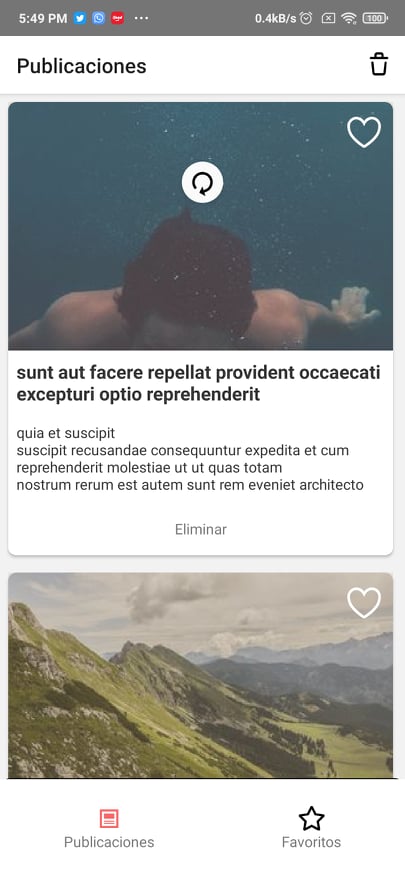 5:49 PM
0.4kB/s
100
Publicaciones
sunt aut facere repellat provident occaecati
excepturi optio reprehenderit
quia et suscipit
suscipit recusandae consequuntur expedita et cum
reprehenderit molestiae ut ut quas totam
nostrum rerum est autem sunt rem eveniet architecto
Eliminar
Publicaciones
Favoritos